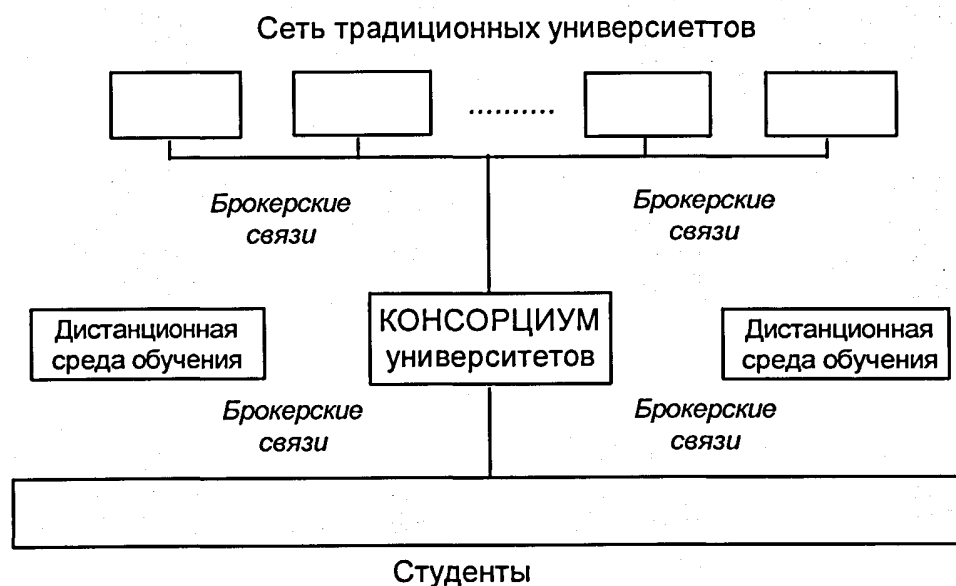 Сеть традиционных универсиеттов
..........
Брокерские
связи
Брокерские
связи
Дистанционная
среда обучения
КОНСОРЦИУМ
университетов
Дистанционная
среда обучения
Брокерские
связи
Брокерские
связи
Студенты